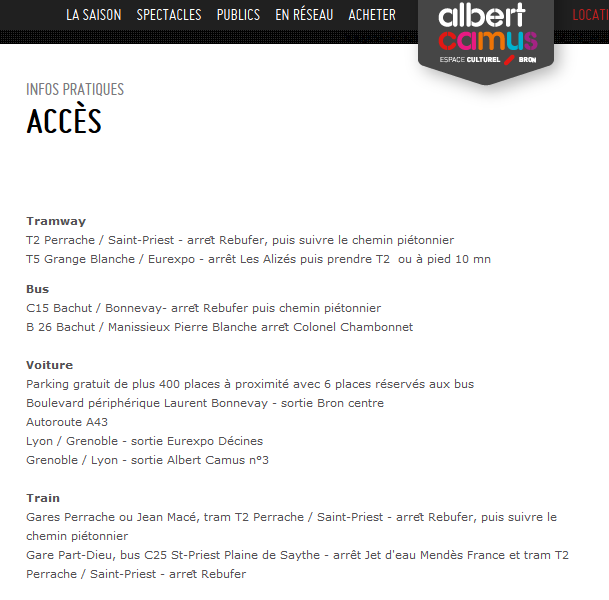 LA SAISON SPECTACLES PUBLICS EN RÉSEAU ACHETER
albert
camus
ESPACE CULTUREL BRON
LOCATI
INFOS PRATIQUES
ACCÈS
Tramway
T2 Perrache / Saint-Priest - arrêt Rebufer, puis suivre le chemin piétonnier
T5 Grange Blanche / Eurexpo - arrêt Les Alizés puis prendre T2 ou à pied 10 mn
Bus
C15 Bachut / Bonnevay- arrêt Rebufer puis chemin piétonnier
B 26 Bachut / Manissieux Pierre Blanche arrêt Colonel Chambonnet
Voiture
Parking gratuit de plus 400 places à proximité avec 6 places réservés aux bus
Boulevard périphérique Laurent Bonnevay - sortie Bron centre
Autoroute A43
Lyon / Grenoble - sortie Eurexpo Décines
Grenoble / Lyon - sortie Albert Camus n°3
Train
Gares Perrache ou Jean Macé, tram T2 Perrache / Saint-Priest - arrêt Rebufer, puis suivre le
chemin piétonnier
Gare Part-Dieu, bus C25 St-Priest Plaine de Saythe - arrêt Jet d'eau Mendès France et tram T2
Perrache / Saint-Priest - arrêt Rebufer